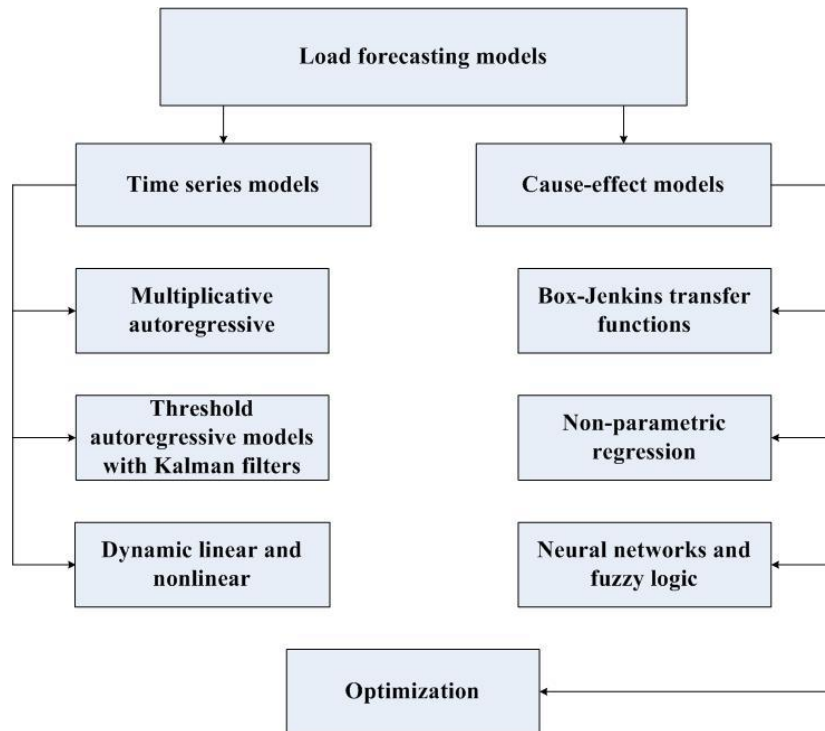 Load forecasting models
Time series models
Cause-effect models
Multiplicative
autoregressive
Box-Jenkins transfer
functions
Threshold
autoregressive models
with Kalman filters
Non-parametric
regression
Dynamic linear and
nonlinear
Neural networks and
fuzzy logic
Optimization